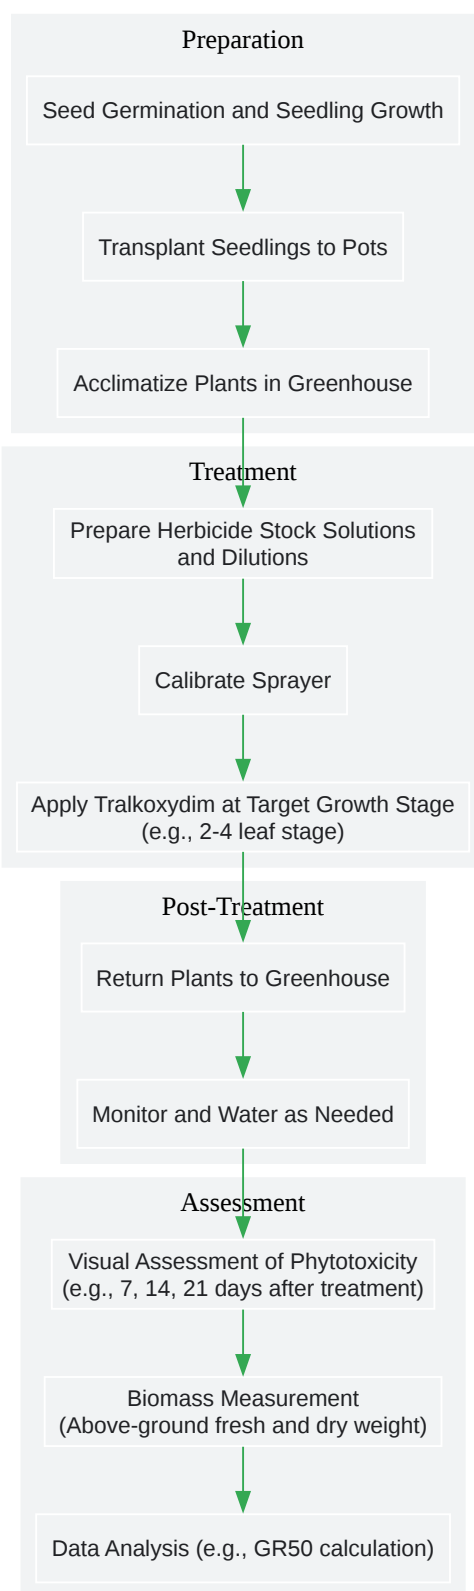 Preparation
Seed Germination and Seedling Growth
Transplant Seedlings to Pots
Acclimatize Plants in Greenhouse
Treatment
Prepare Herbicide Stock Solutions
and Dilutions
Calibrate Sprayer
Apply Tralkoxydim at Target Growth Stage
(e.g., 2-4 leaf stage)
Post-Treatment
Return Plants to Greenhouse
Monitor and Water as Needed
Assessment
Visual Assessment of Phytotoxicity
(e.g., 7, 14, 21 days after treatment)
Biomass Measurement
(Above-ground fresh and dry weight)
Data Analysis (e.g., GR50 calculation)